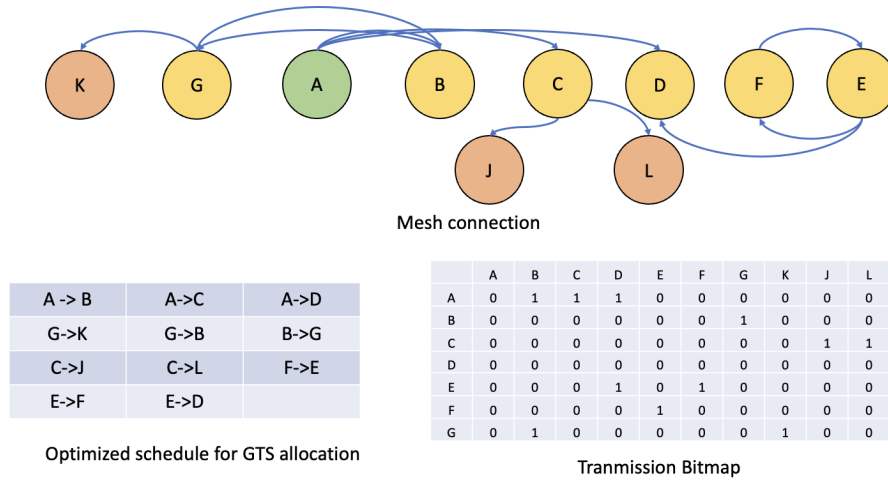 K G A B C D F E
J L
Mesh connection
A -> B A->C A->D
G->K G->B B->G
C->J C->L F->E
E->F E->D
Optimized schedule for GTS allocation
A B C D E F G K J L
A 0 1 1 1 0 0 0 0 0 0
B 0 0 0 0 0 0 1 0 0 0
C 0 0 0 0 0 0 0 0 1 1
D 0 0 0 0 0 0 0 0 0 0
E 0 0 0 1 0 1 0 0 0 0
F 0 0 0 0 1 0 0 0 0 0
G 0 1 0 0 0 0 0 1 0 0
Tranmission Bitmap